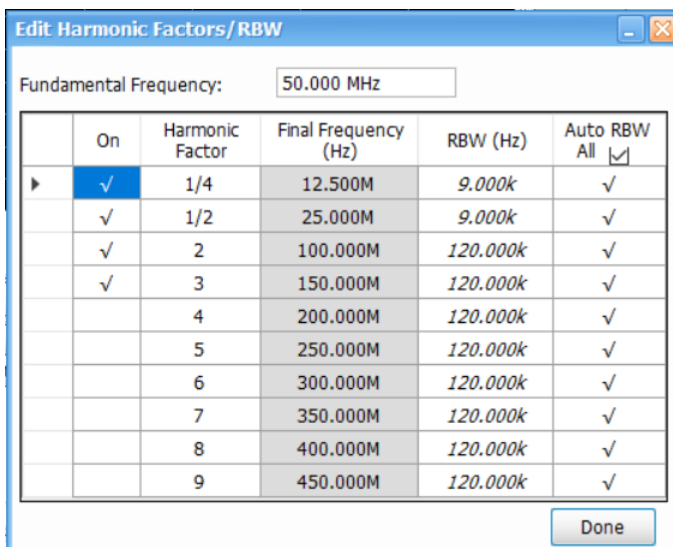 Edit Harmonic Factors/RBW
Fundamental Frequency: 50.000 MHz
On Harmonic Factor Final Frequency (Hz) RBW (Hz) Auto RBW All
√ 1/4 12.500M 9.000k √
√ 1/2 25.000M 9.000k √
√ 2 100.000M 120.000k √
√ 3 150.000M 120.000k √
4 200.000M 120.000k √
5 250.000M 120.000k √
6 300.000M 120.000k √
7 350.000M 120.000k √
8 400.000M 120.000k √
9 450.000M 120.000k √
Done